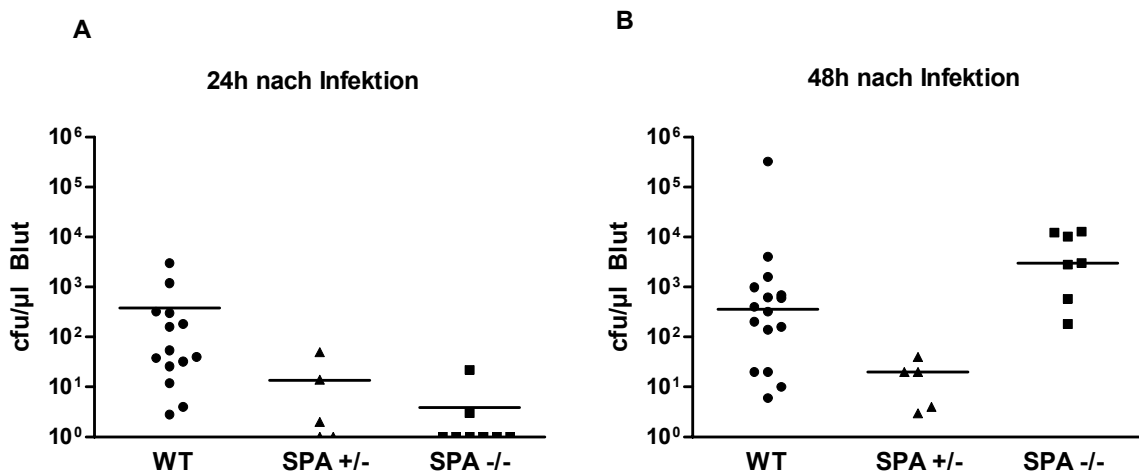 A
24h nach Infektion
cfu/µl Blut
10⁶
10⁵
10⁴
10³
10²
10¹
10⁰
WT
SPA +/-
SPA -/-
B
48h nach Infektion
cfu/µl Blut
10⁶
10⁵
10⁴
10³
10²
10¹
10⁰
WT
SPA +/-
SPA -/-